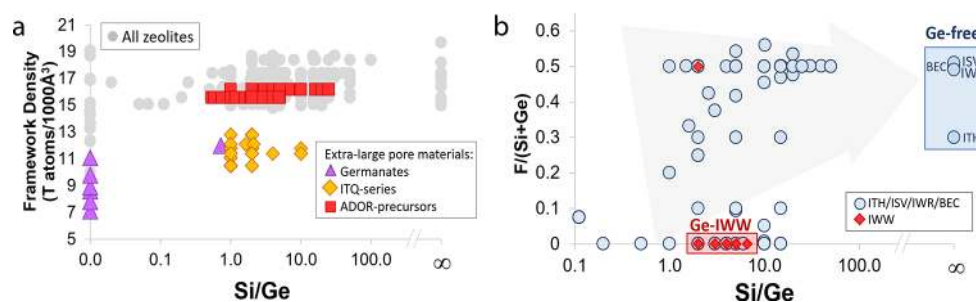 a
Framework Density
(T atoms/1000Å³)
21
19
17
15
13
11
9
7
5
All zeolites
Extra-large pore materials:
Germanates
ITQ-series
ADOR-precursors
0.0
1.0
10.0
100.0
∞
Si/Ge
b
F/(Si+Ge)
0.6
0.5
0.4
0.3
0.2
0.1
0
Ge-free
BEC
ISV
ITH
Ge-IWW
ITH/ISV/IWR/BEC
IWW
0.1
1.0
10.0
100.0
∞
Si/Ge